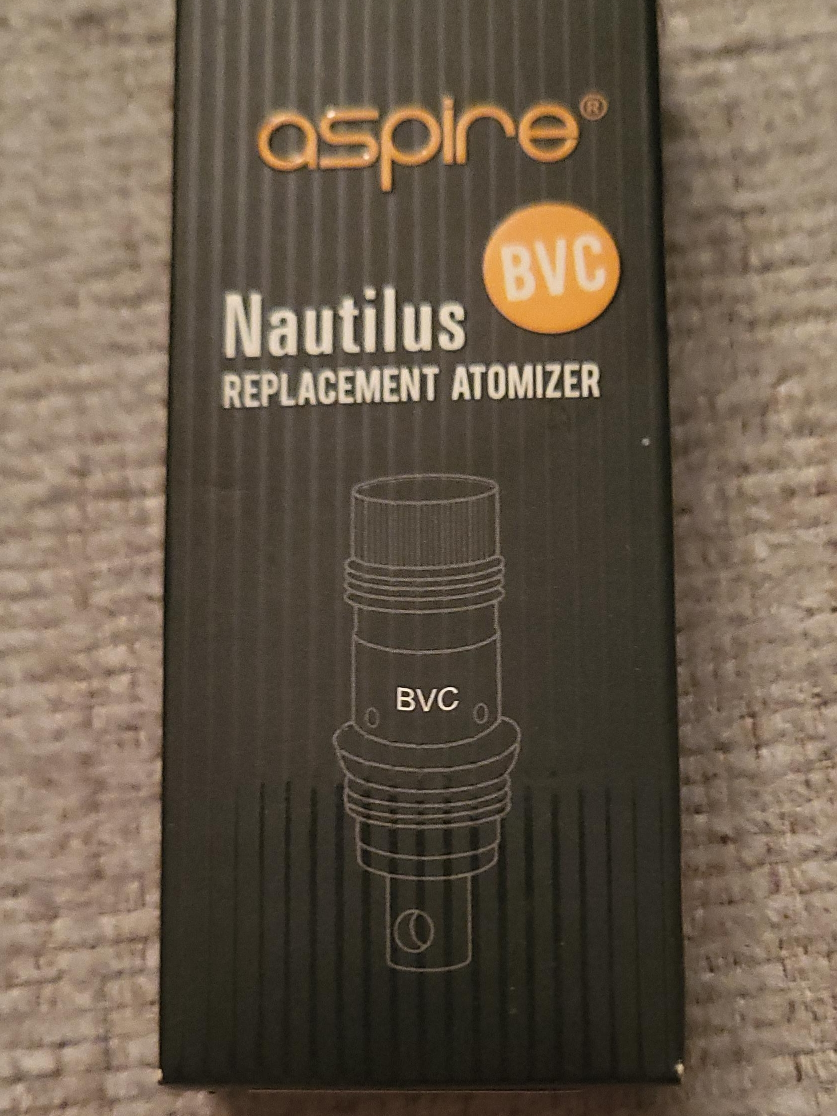 aspire®
BVC
Nautilus
REPLACEMENT ATOMIZER
BVC